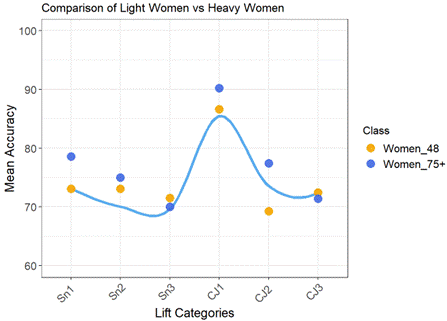 Comparison of Light Women vs Heavy Women
100
90
80
70
60
Mean Accuracy
Sn1 Sn2 Sn3 CJ1 CJ2 CJ3
Lift Categories
Class
Women_48
Women_75+